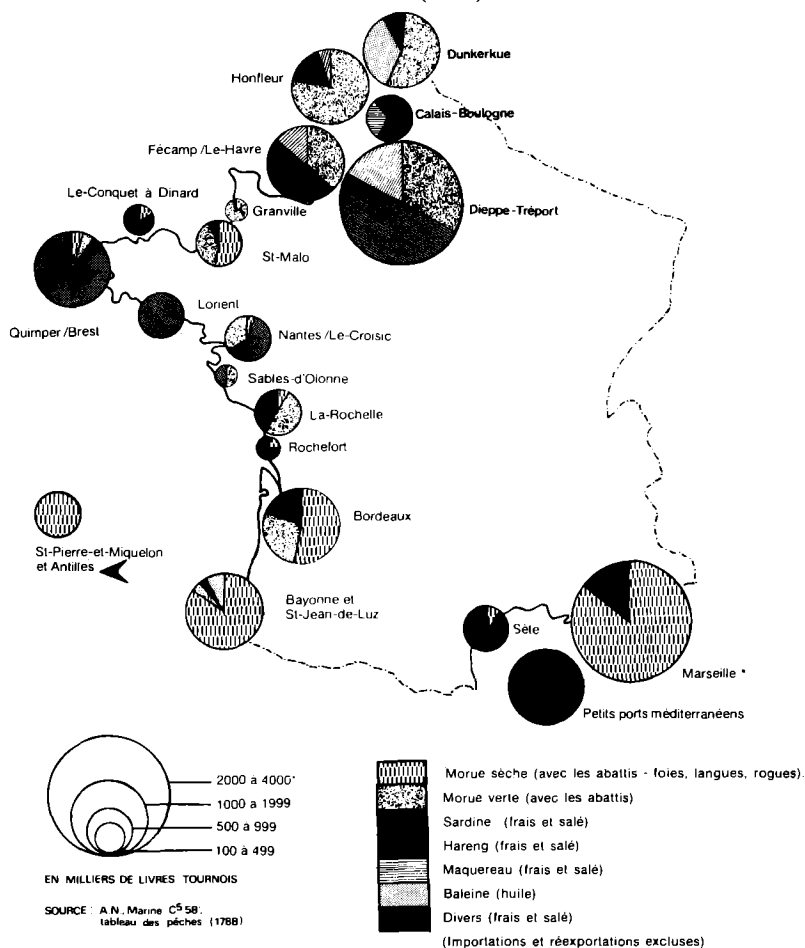 Dunkerkue
Honfleur
Calais-Boulogne
Fécamp/Le-Havre
Le-Conquet à Dinard
Granville
Dieppe-Tréport
St-Malo
Lorient
Quimper/Brest
Nantes/Le-Croisic
Sables-d'Olonne
La-Rochelle
Rochefort
Bordeaux
St-Pierre-et-Miquelon
et Antilles
Bayonne et
St-Jean-de-Luz
Sète
Marseille *
Petits ports méditerranéens
2000 à 4000*
1000 à 1999
500 à 999
100 à 499
EN MILLIERS DE LIVRES TOURNOIS
SOURCE : A.N., Marine C5 58,
tableau des pêches (1788)
Morue sèche (avec les abattis - foies, langues, rogues).
Morue verte (avec les abattis)
Sardine (frais et salé)
Hareng (frais et salé)
Maquereau (frais et salé)
Baleine (huile)
Divers (frais et salé)
(Importations et réexportations excluses)